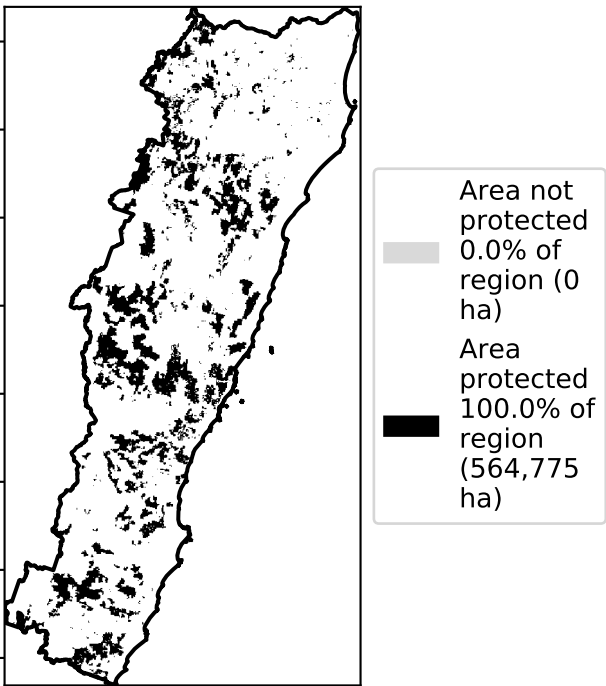 Area not
protected
0.0% of
region (0
ha)
Area
protected
100.0% of
region
(564,775
ha)